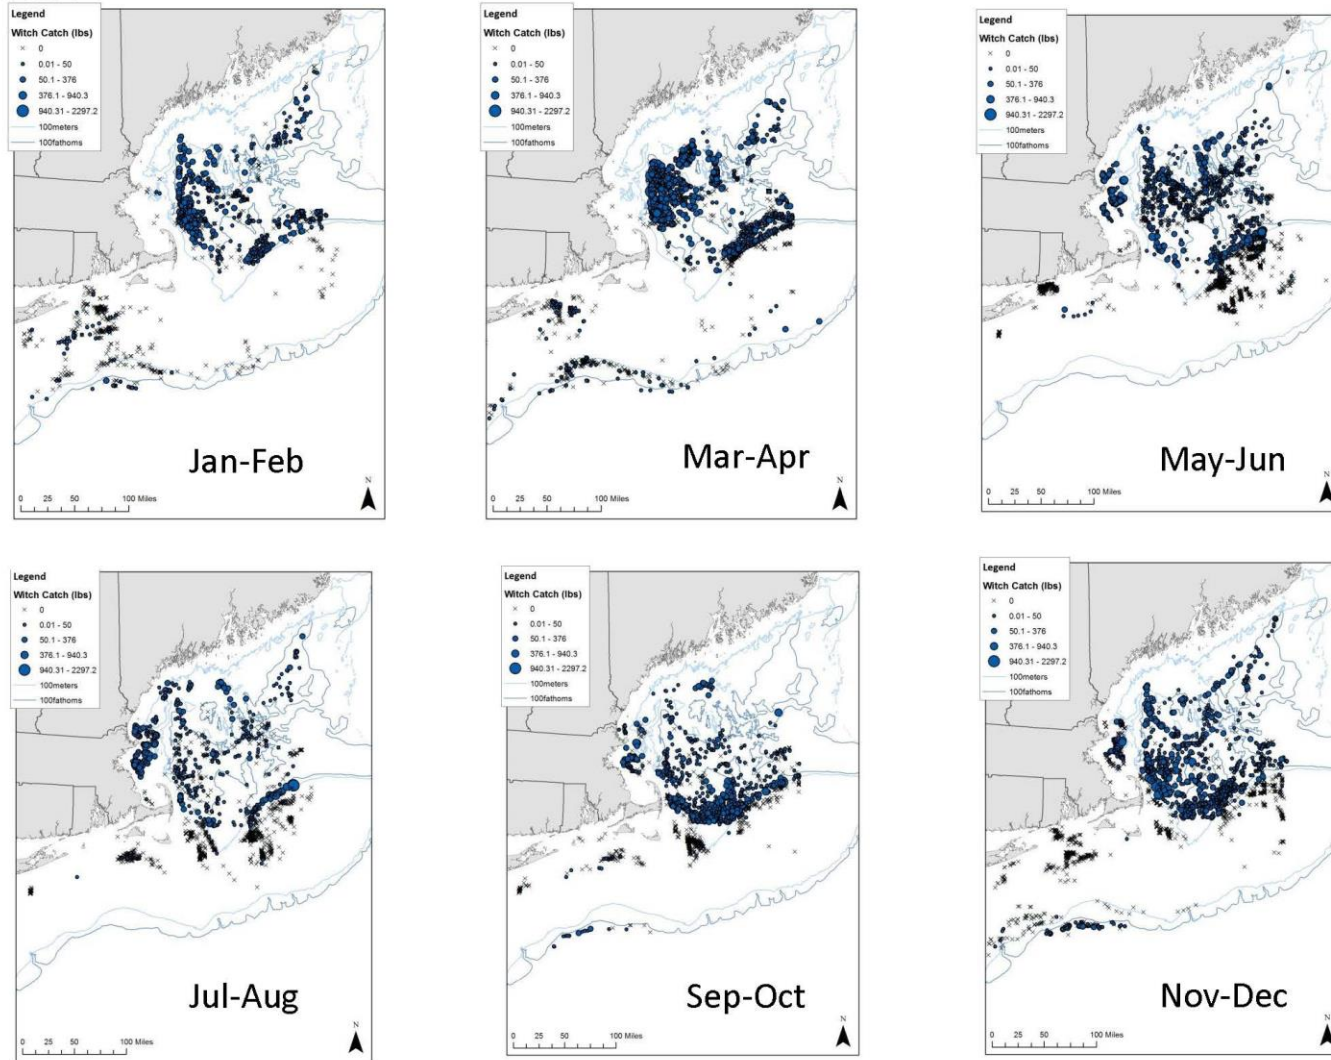 Legend
Witch Catch (lbs)
0
0.01 - 50
50.1 - 376
376.1 - 940.3
940.31 - 2297.2
100meters
100fathoms
Jan-Feb
N
0 25 50 100 Miles
Legend
Witch Catch (lbs)
0
0.01 - 50
50.1 - 376
376.1 - 940.3
940.31 - 2297.2
100meters
100fathoms
Mar-Apr
N
0 25 50 100 Miles
Legend
Witch Catch (lbs)
0
0.01 - 50
50.1 - 376
376.1 - 940.3
940.31 - 2297.2
100meters
100fathoms
May-Jun
N
0 25 50 100 Miles
Legend
Witch Catch (lbs)
0
0.01 - 50
50.1 - 376
376.1 - 940.3
940.31 - 2297.2
100meters
100fathoms
Jul-Aug
N
0 25 50 100 Miles
Legend
Witch Catch (lbs)
0
0.01 - 50
50.1 - 376
376.1 - 940.3
940.31 - 2297.2
100meters
100fathoms
Sep-Oct
N
0 25 50 100 Miles
Legend
Witch Catch (lbs)
0
0.01 - 50
50.1 - 376
376.1 - 940.3
940.31 - 2297.2
100meters
100fathoms
Nov-Dec
N
0 25 50 100 Miles